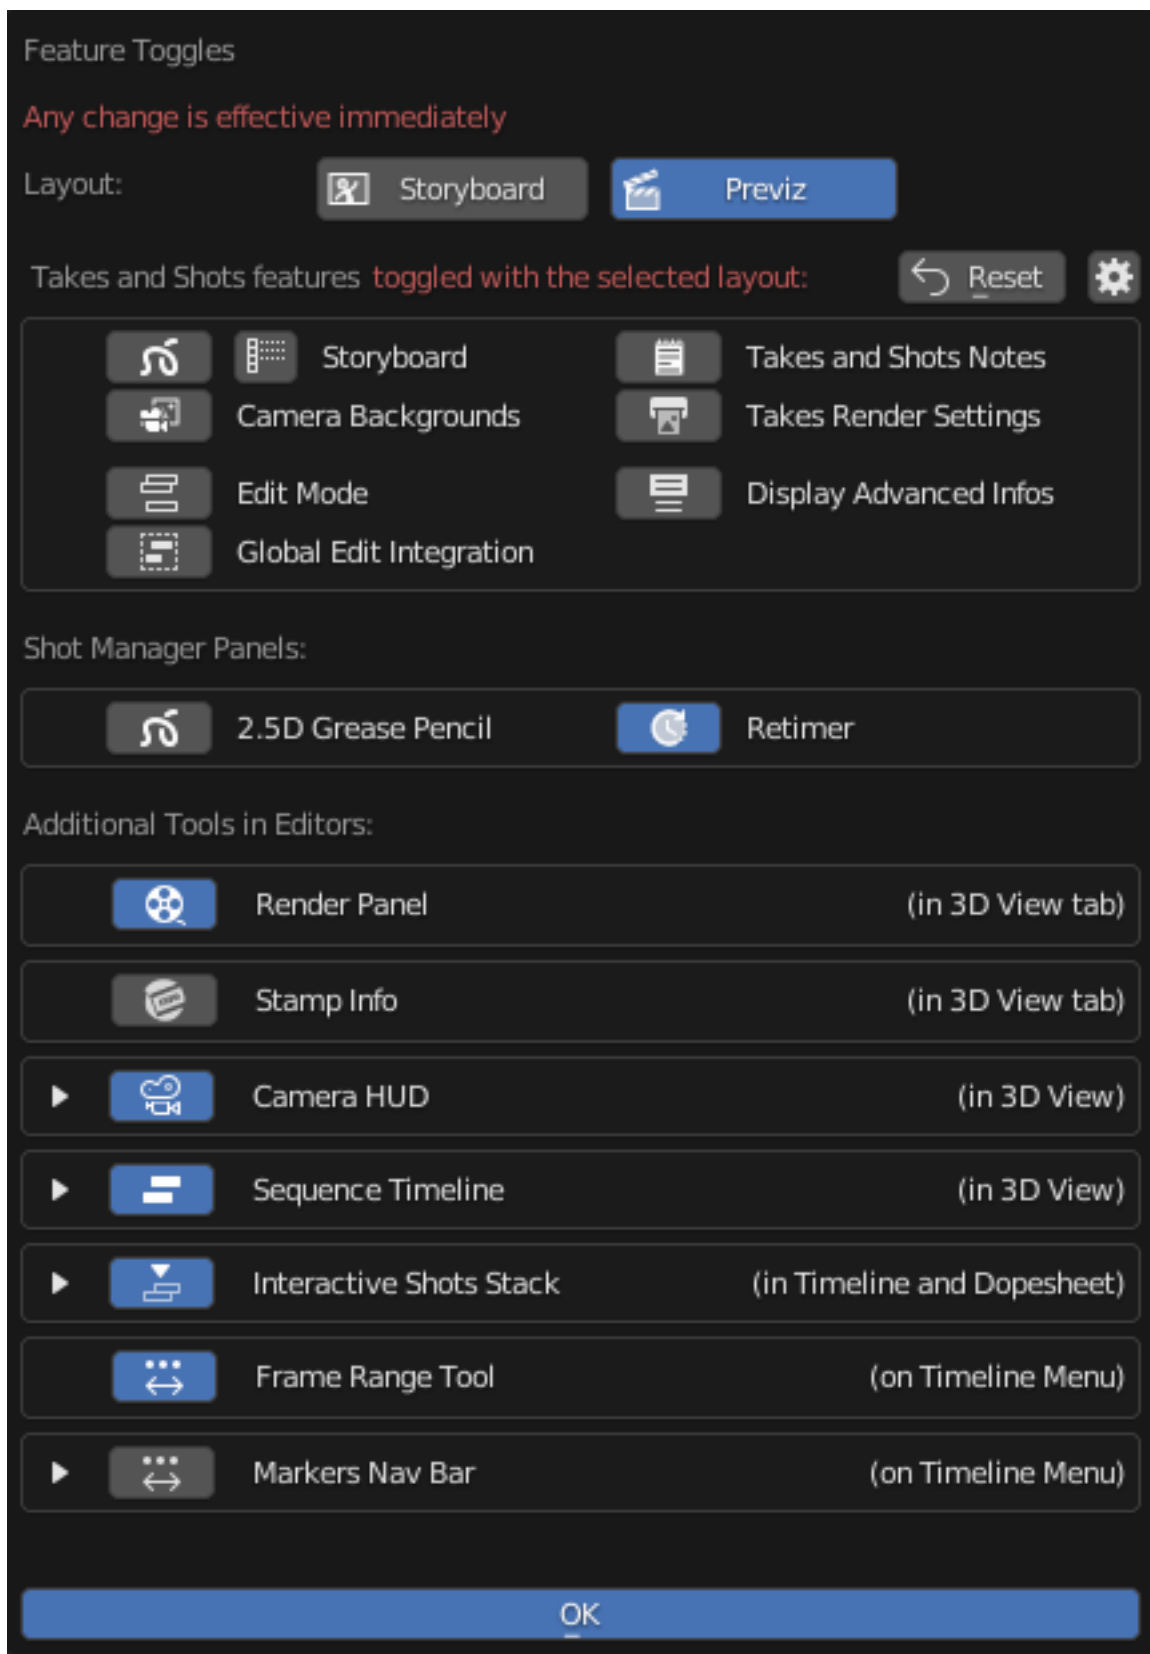 Feature Toggles
Any change is effective immediately
Layout: Storyboard Previz
Takes and Shots features toggled with the selected layout: Reset
Storyboard Takes and Shots Notes
Camera Backgrounds Takes Render Settings
Edit Mode Display Advanced Infos
Global Edit Integration
Shot Manager Panels:
2.5D Grease Pencil Retimer
Additional Tools in Editors:
Render Panel (in 3D View tab)
Stamp Info (in 3D View tab)
Camera HUD (in 3D View)
Sequence Timeline (in 3D View)
Interactive Shots Stack (in Timeline and Dopesheet)
Frame Range Tool (on Timeline Menu)
Markers Nav Bar (on Timeline Menu)
OK